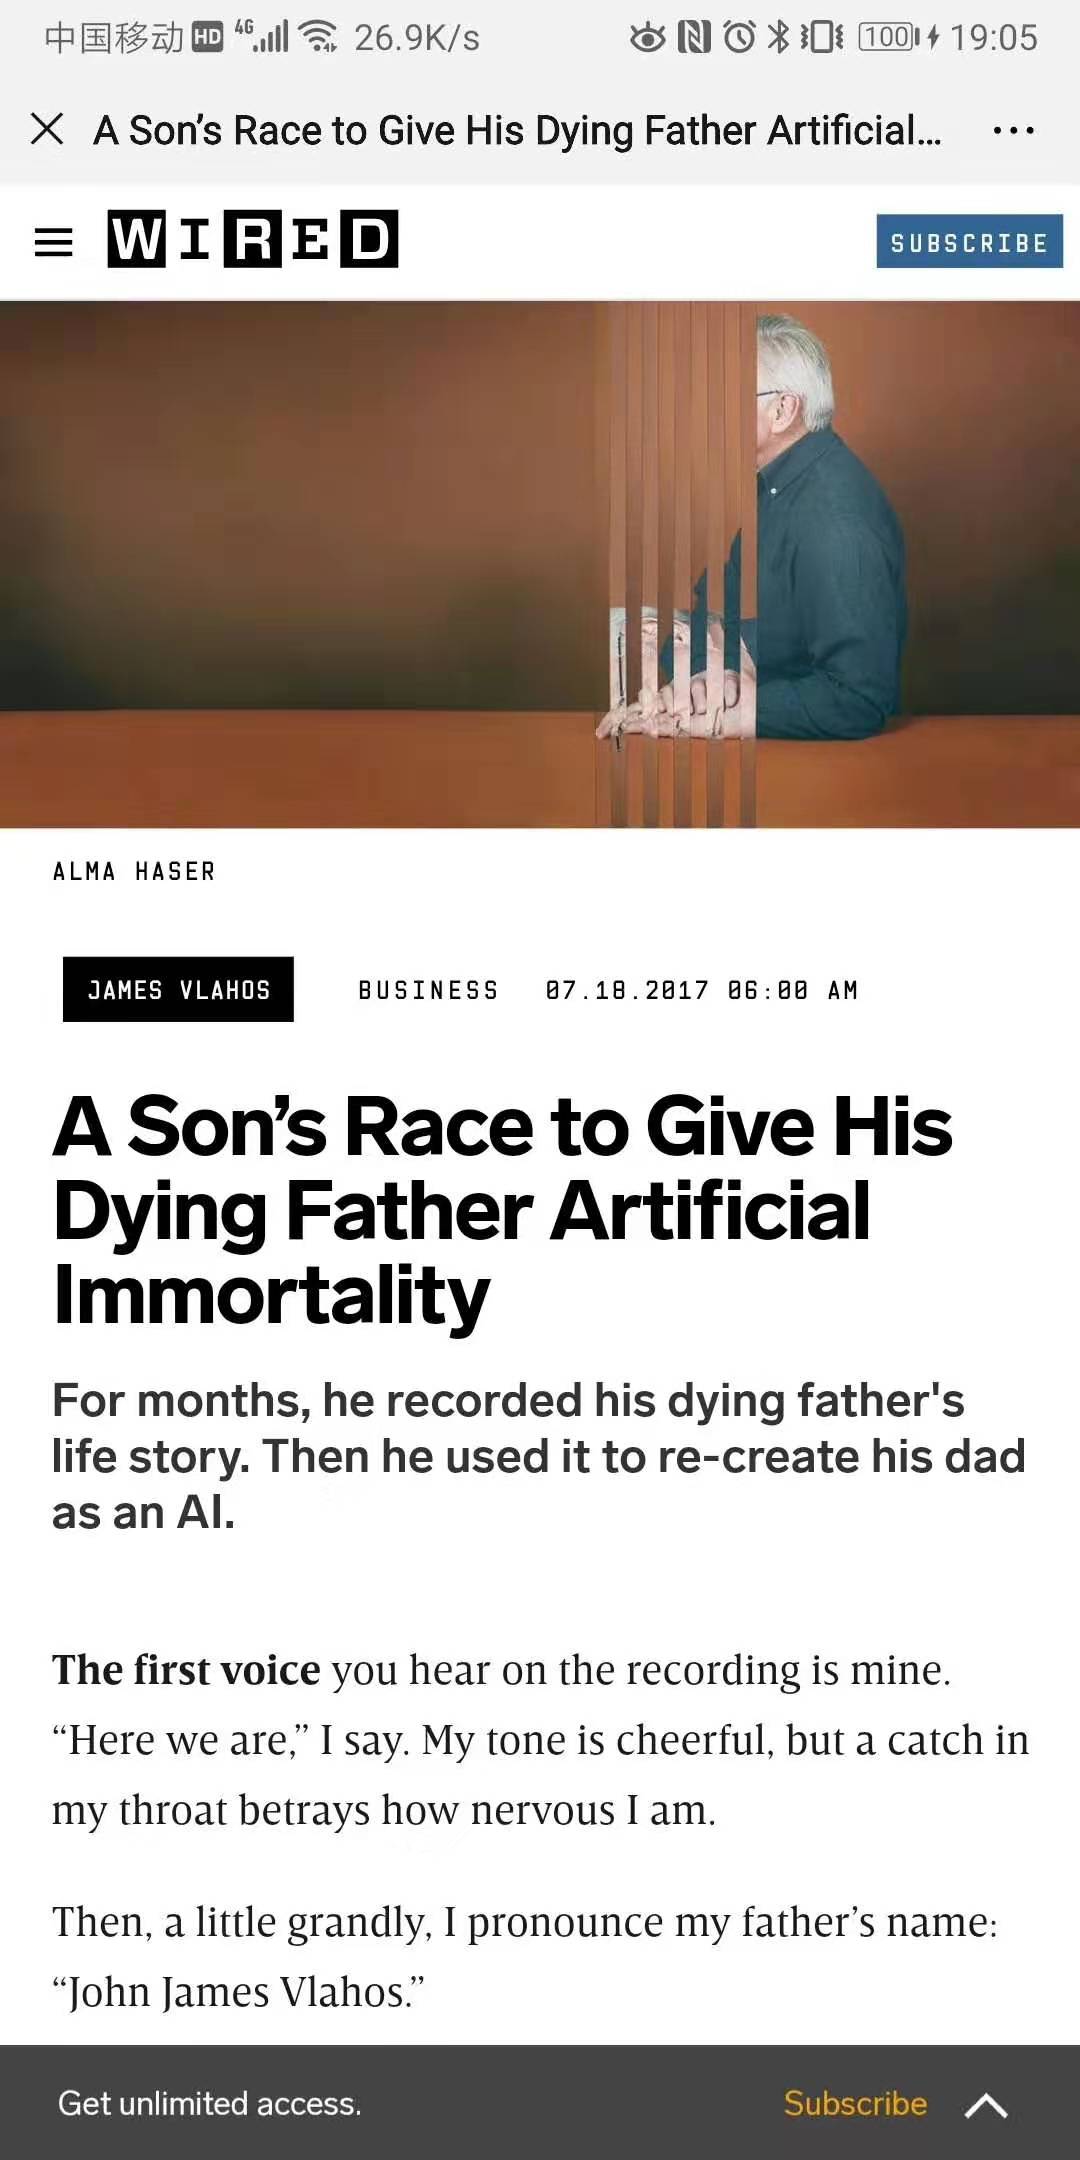 中国移动 HD 4G 26.9K/s 100 19:05
A Son’s Race to Give His Dying Father Artificial...
WIRED
SUBSCRIBE
ALMA HASER
JAMES VLAHOS BUSINESS 07.18.2017 06:00 AM
A Son’s Race to Give His
Dying Father Artificial
Immortality
For months, he recorded his dying father's
life story. Then he used it to re-create his dad
as an AI.
The first voice you hear on the recording is mine.
“Here we are,” I say. My tone is cheerful, but a catch in
my throat betrays how nervous I am.
Then, a little grandly, I pronounce my father’s name:
“John James Vlahos.”
Get unlimited access. Subscribe